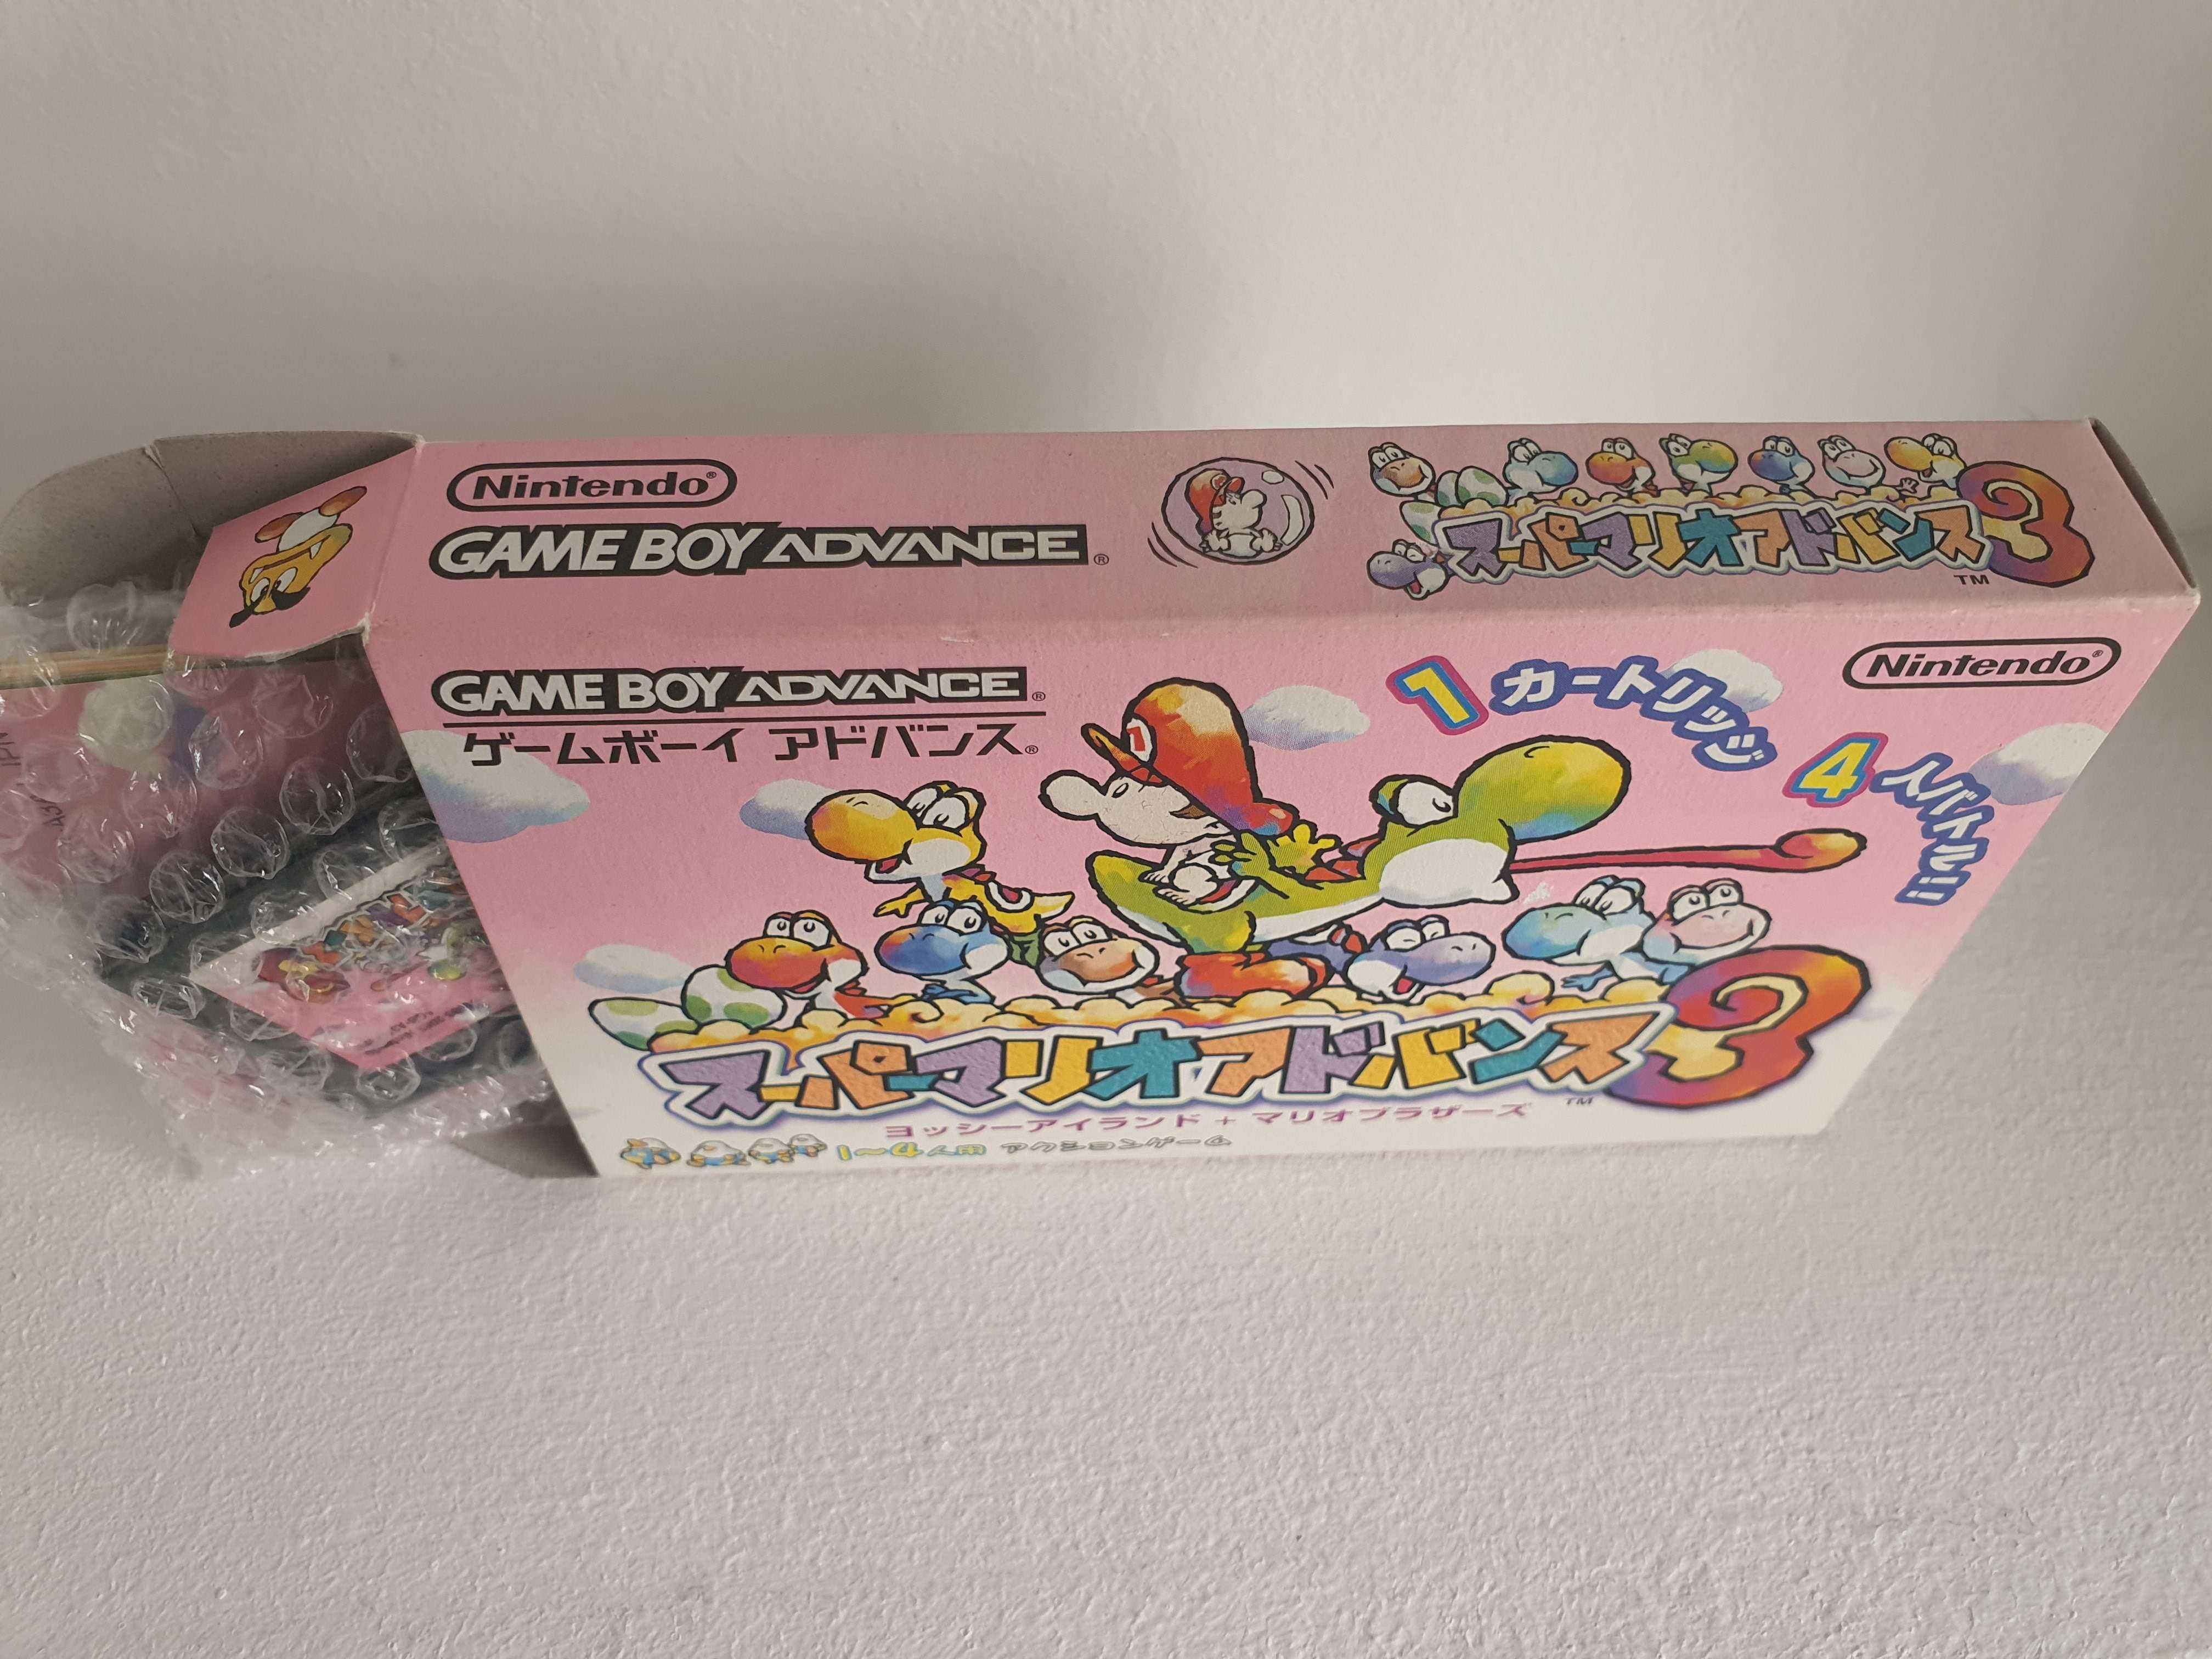 Nintendo®
GAME BOY ADVANCE®
スーパーマリオアドバンス3
TM
GAME BOY ADVANCE®
ゲームボーイ アドバンス®
1カートリッジ
4人バトル!!
Nintendo®
スーパーマリオアドバンス3
TM
ヨッシーアイランド + マリオブラザーズ
1~4人用 アクションゲーム